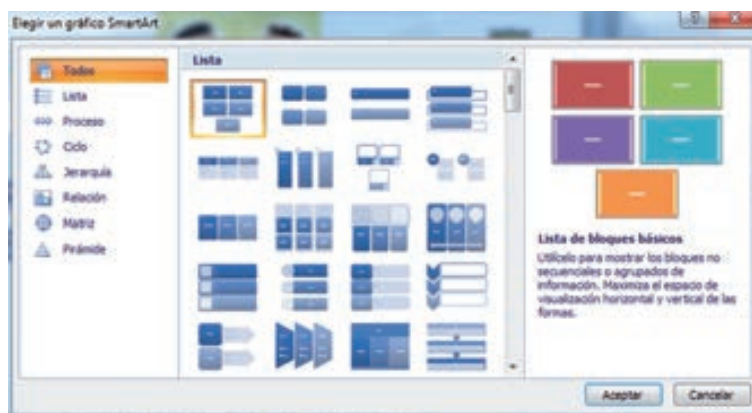 Elegir un gráfico SmartArt
Todos
Lista
Proceso
Ciclo
Jerarquía
Relación
Matriz
Pirámide
Lista
Lista de bloques básicos
Utilícelo para mostrar los bloques no
secuenciales o agrupados de
información. Maximiza el espacio de
visualización horizontal y vertical de las
formas.
Aceptar
Cancelar